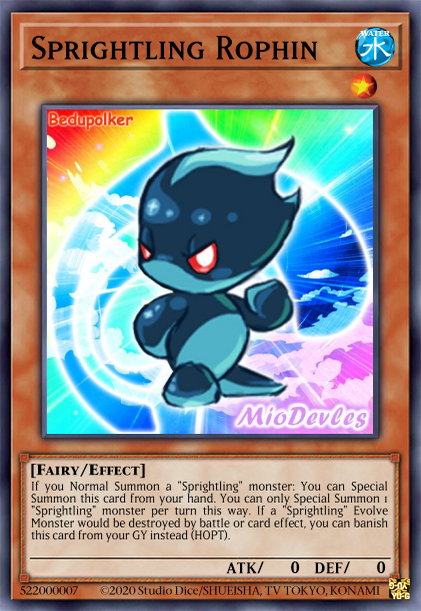 Sprightling Rophin
WATER
水
Bedupolker
MioDevles
[Fairy/Effect]
If you Normal Summon a "Sprightling" monster: You can Special
Summon this card from your hand. You can only Special Summon 1
"Sprightling" monster per turn this way. If a "Sprightling" Evolve
Monster would be destroyed by battle or card effect, you can banish
this card from your GY instead (HOPT).
ATK/ 0 DEF/ 0
522000007 ©2020 Studio Dice/SHUEISHA, TV TOKYO, KONAMI